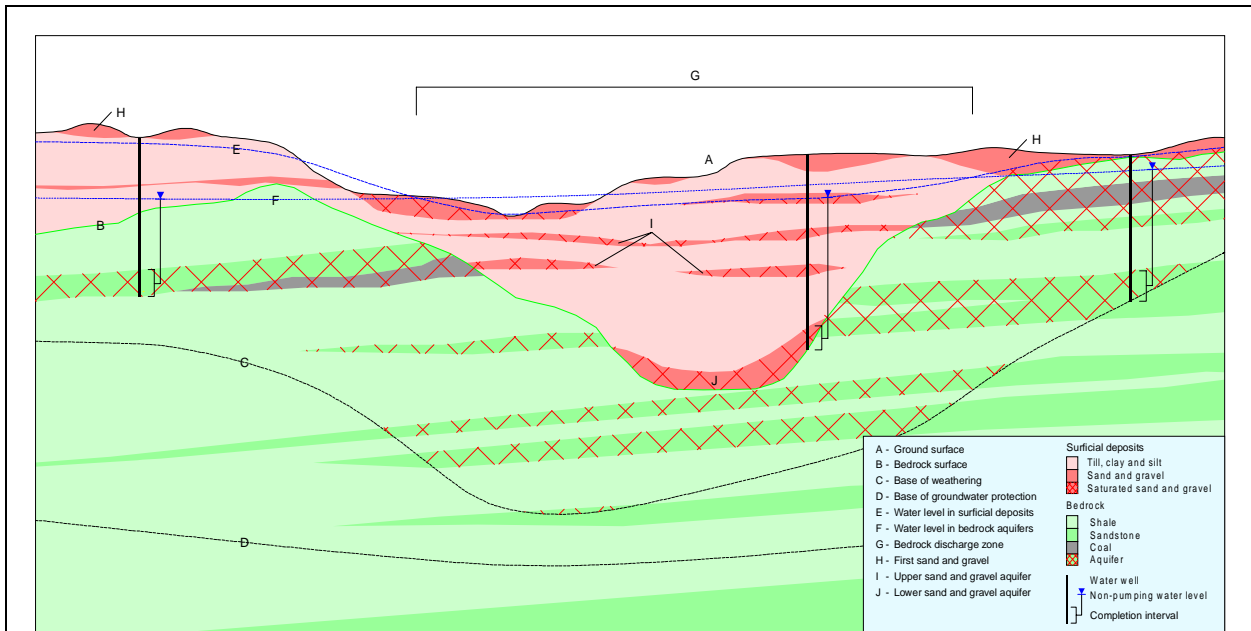 G
H
H
A
E
F
B
I
C
J
D
A - Ground surface
B - Bedrock surface
C - Base of weathering
D - Base of groundwater protection
E - Water level in surficial deposits
F - Water level in bedrock aquifers
G - Bedrock discharge zone
H - First sand and gravel
I - Upper sand and gravel aquifer
J - Lower sand and gravel aquifer
Surficial deposits
Till, clay and silt
Sand and gravel
Saturated sand and gravel
Bedrock
Shale
Sandstone
Coal
Aquifer
Water well
Non-pumping water level
Completion interval